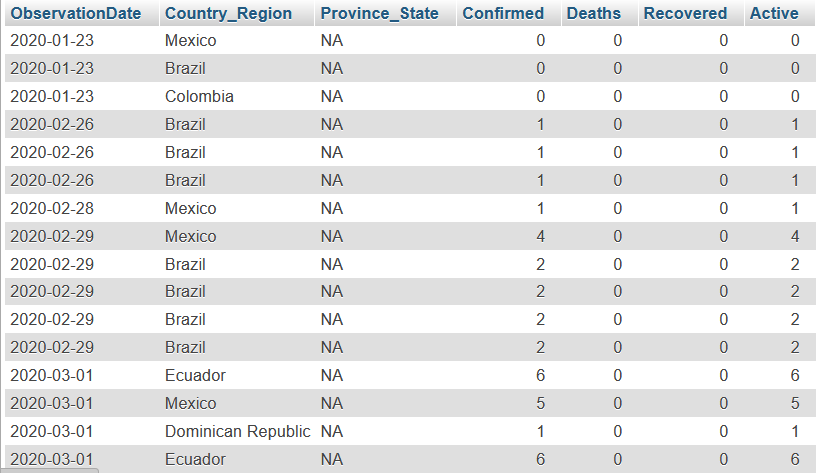 ObservationDate Country_Region Province_State Confirmed Deaths Recovered Active
2020-01-23 Mexico NA 0 0 0 0
2020-01-23 Brazil NA 0 0 0 0
2020-01-23 Colombia NA 0 0 0 0
2020-02-26 Brazil NA 1 0 0 1
2020-02-26 Brazil NA 1 0 0 1
2020-02-26 Brazil NA 1 0 0 1
2020-02-28 Mexico NA 1 0 0 1
2020-02-29 Mexico NA 4 0 0 4
2020-02-29 Brazil NA 2 0 0 2
2020-02-29 Brazil NA 2 0 0 2
2020-02-29 Brazil NA 2 0 0 2
2020-02-29 Brazil NA 2 0 0 2
2020-03-01 Ecuador NA 6 0 0 6
2020-03-01 Mexico NA 5 0 0 5
2020-03-01 Dominican Republic NA 1 0 0 1
2020-03-01 Ecuador NA 6 0 0 6